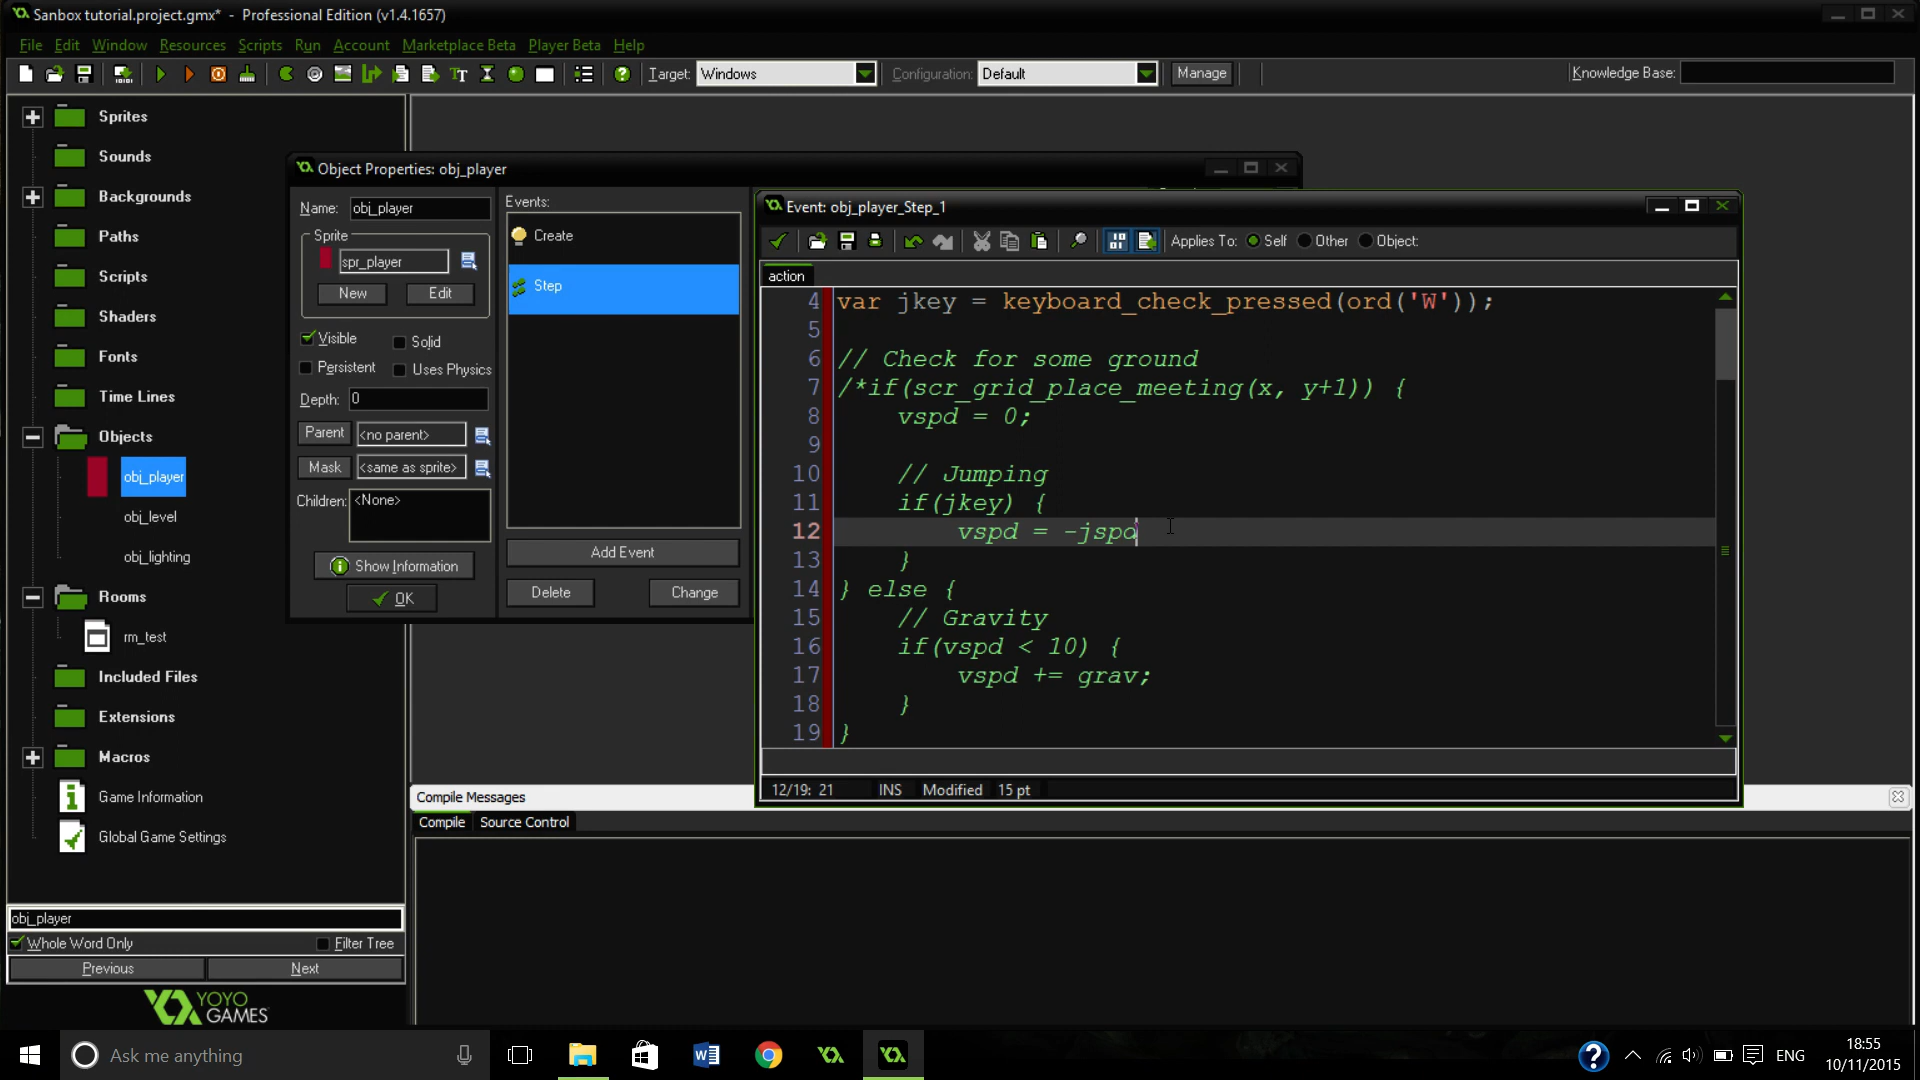 Sanbox tutorial.project.gmx* - Professional Edition (v1.4.1657)
File Edit Window Resources Scripts Run Account Marketplace Beta Player Beta Help
Target: Windows Configuration: Default Manage Knowledge Base:
Sprites
Sounds
Backgrounds
Paths
Scripts
Shaders
Fonts
Time Lines
Objects
obj_player
obj_level
obj_lighting
Rooms
rm_test
Included Files
Extensions
Macros
Game Information
Global Game Settings
obj_player
Whole Word Only Filter Tree
Previous Next
YOYO
GAMES
Object Properties: obj_player
Name: obj_player
Sprite
spr_player
New Edit
Visible Solid
Persistent Uses Physics
Depth: 0
Parent <no parent>
Mask <same as sprite>
Children: <None>
Show Information
OK
Events:
Create
Step
Add Event
Delete Change
Event: obj_player_Step_1
Applies To: Self Other Object:
action
4 var jkey = keyboard_check_pressed(ord('W'));
5
6 // Check for some ground
7 /*if(scr_grid_place_meeting(x, y+1)) {
8 vspd = 0;
9
10 // Jumping
11 if(jkey) {
12 vspd = -jspd
13 }
14 } else {
15 // Gravity
16 if(vspd < 10) {
17 vspd += grav;
18 }
19 }
12/19: 21 INS Modified 15 pt
Compile Messages
Compile Source Control
Ask me anything
ENG
18:55
10/11/2015